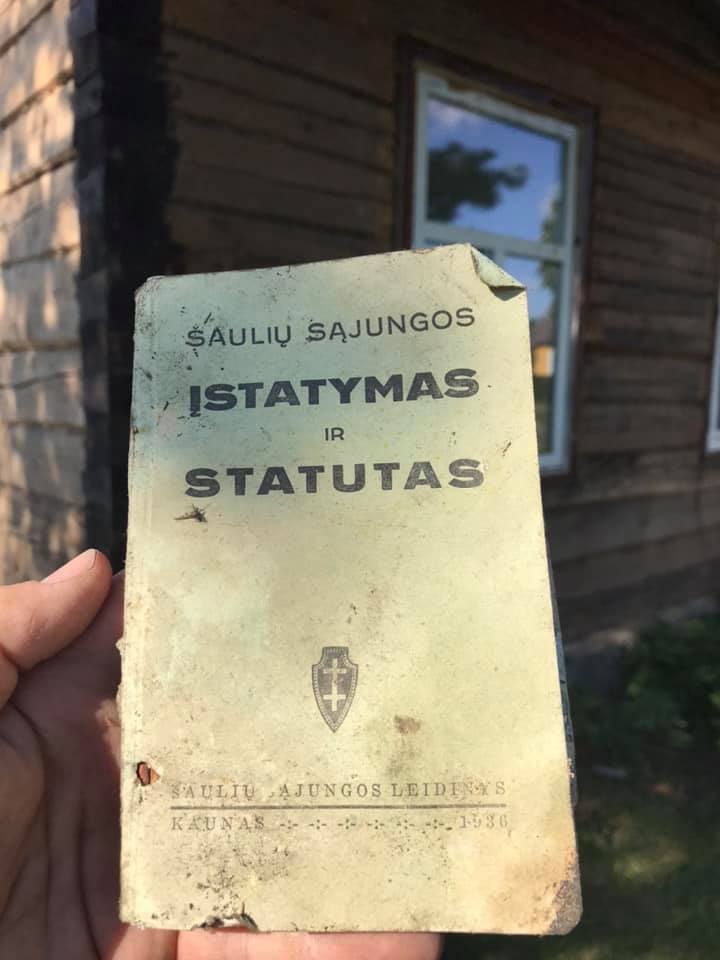 ŠAULIŲ SĄJUNGOS
ĮSTATYMAS
IR
STATUTAS
ŠAULIŲ SĄJUNGOS LEIDINYS
KAUNAS 1936